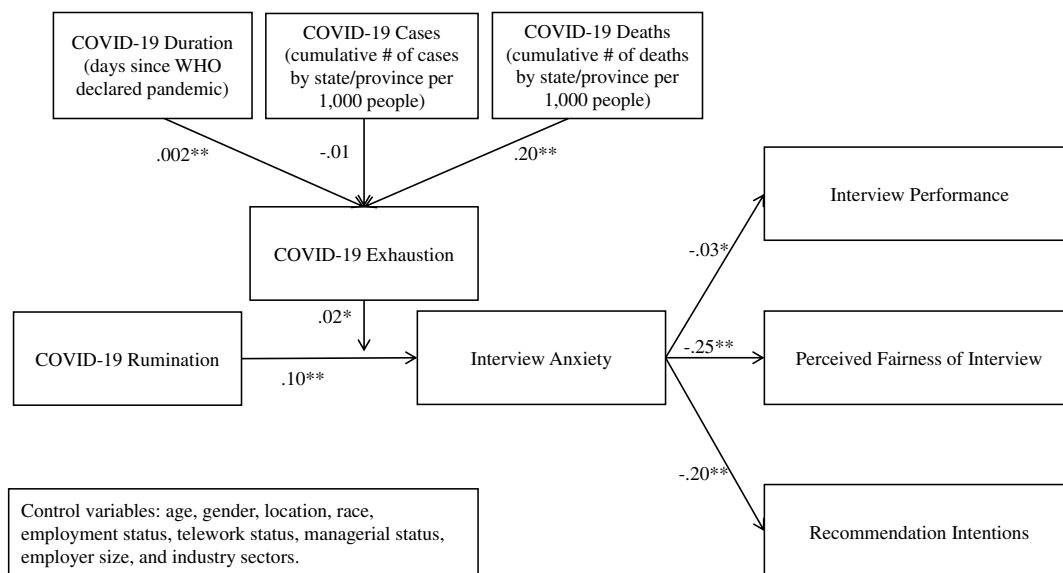 COVID-19 Duration
(days since WHO
declared pandemic)
COVID-19 Cases
(cumulative # of cases
by state/province per
1,000 people)
COVID-19 Deaths
(cumulative # of deaths
by state/province per
1,000 people)
.002**
-.01
.20**
COVID-19 Exhaustion
.02*
COVID-19 Rumination
.10**
Interview Anxiety
-.03*
-.25**
-.20**
Interview Performance
Perceived Fairness of Interview
Recommendation Intentions
Control variables: age, gender, location, race,
employment status, telework status, managerial status,
employer size, and industry sectors.